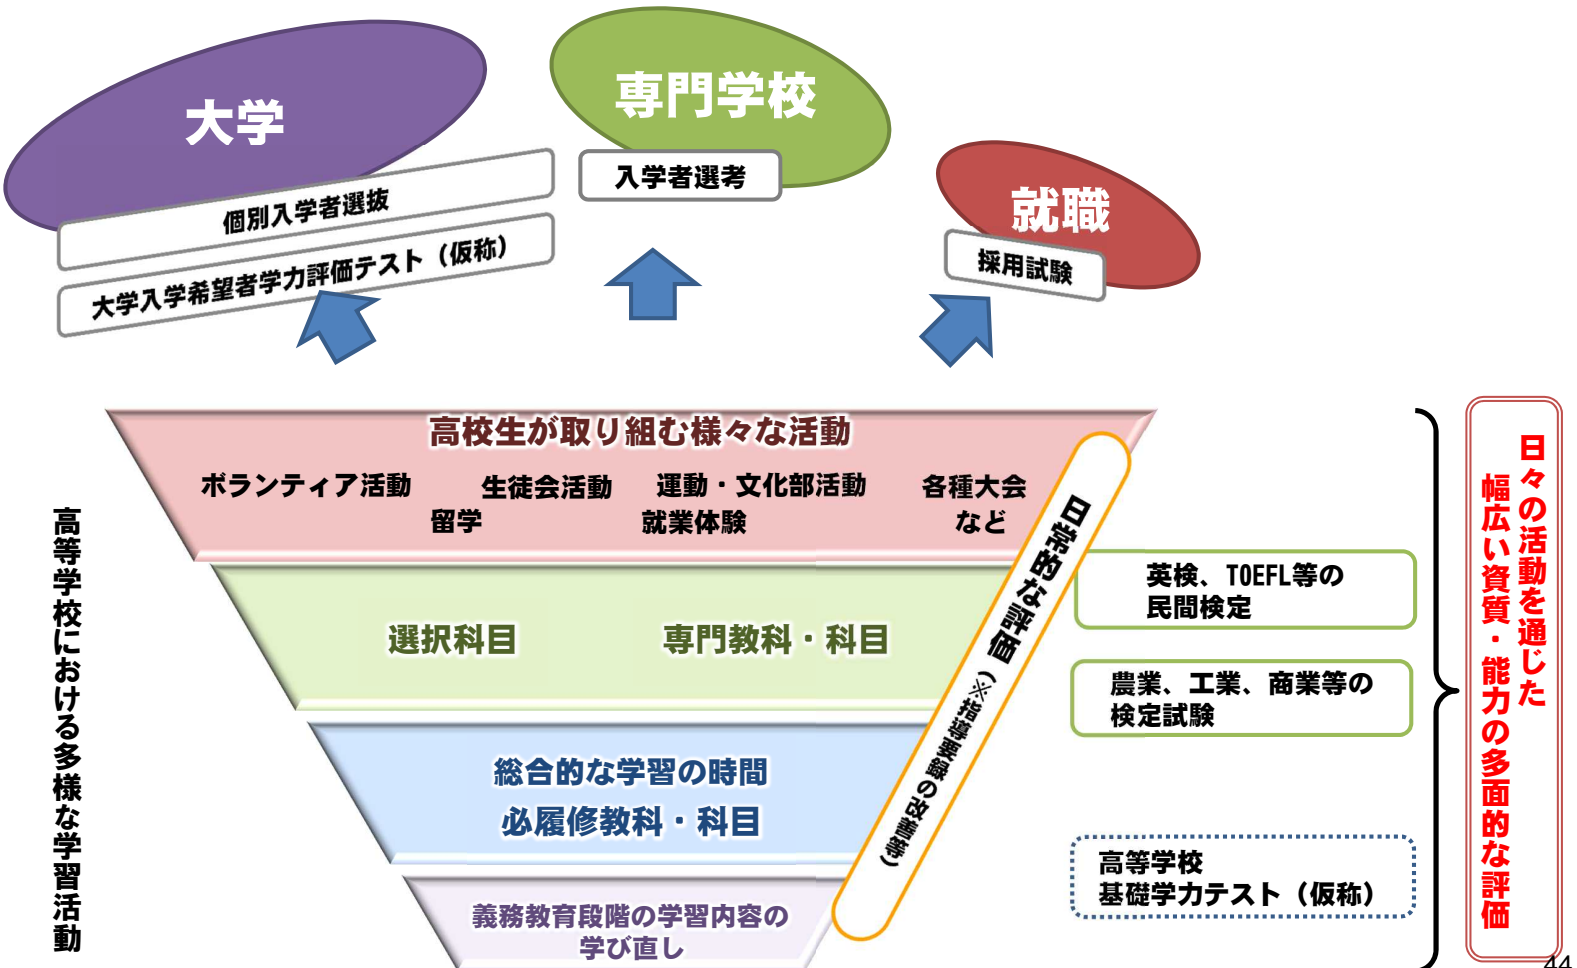 大学
個別入学者選抜
大学入学希望者学力評価テスト（仮称）
専門学校
入学者選考
就職
採用試験
高等学校における多様な学習活動
高校生が取り組む様々な活動
ボランティア活動
生徒会活動
運動・文化部活動
各種大会
留学
就業体験
など
選択科目
専門教科・科目
総合的な学習の時間
必履修教科・科目
義務教育段階の学習内容の
学び直し
日常的な評価（※指導要録の改善等）
英検、TOEFL等の
民間検定
農業、工業、商業等の
検定試験
高等学校
基礎学力テスト（仮称）
日々の活動を通じた
幅広い資質・能力の多面的な評価
44